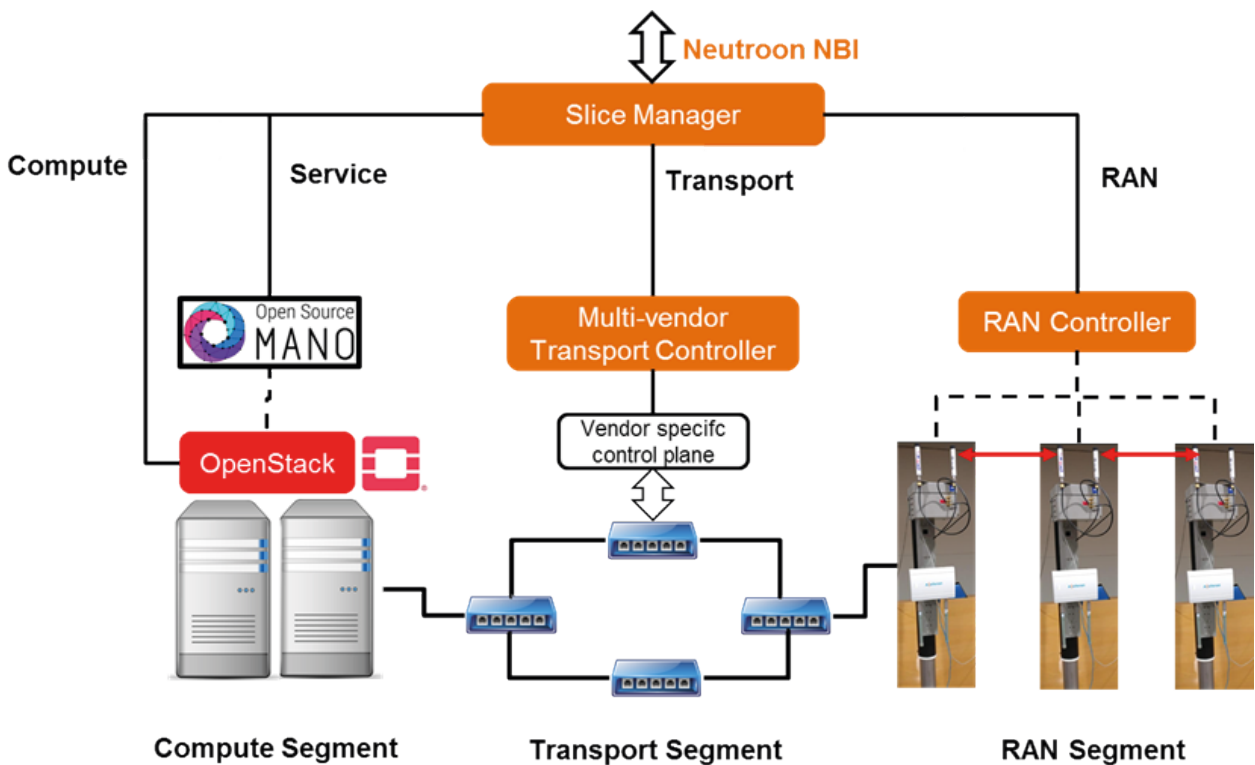 Neutroon NBI
Slice Manager
Compute
Service
Transport
RAN
Open Source
MANO
Multi-vendor
Transport Controller
RAN Controller
Vendor specifc
control plane
OpenStack
Compute Segment
Transport Segment
RAN Segment